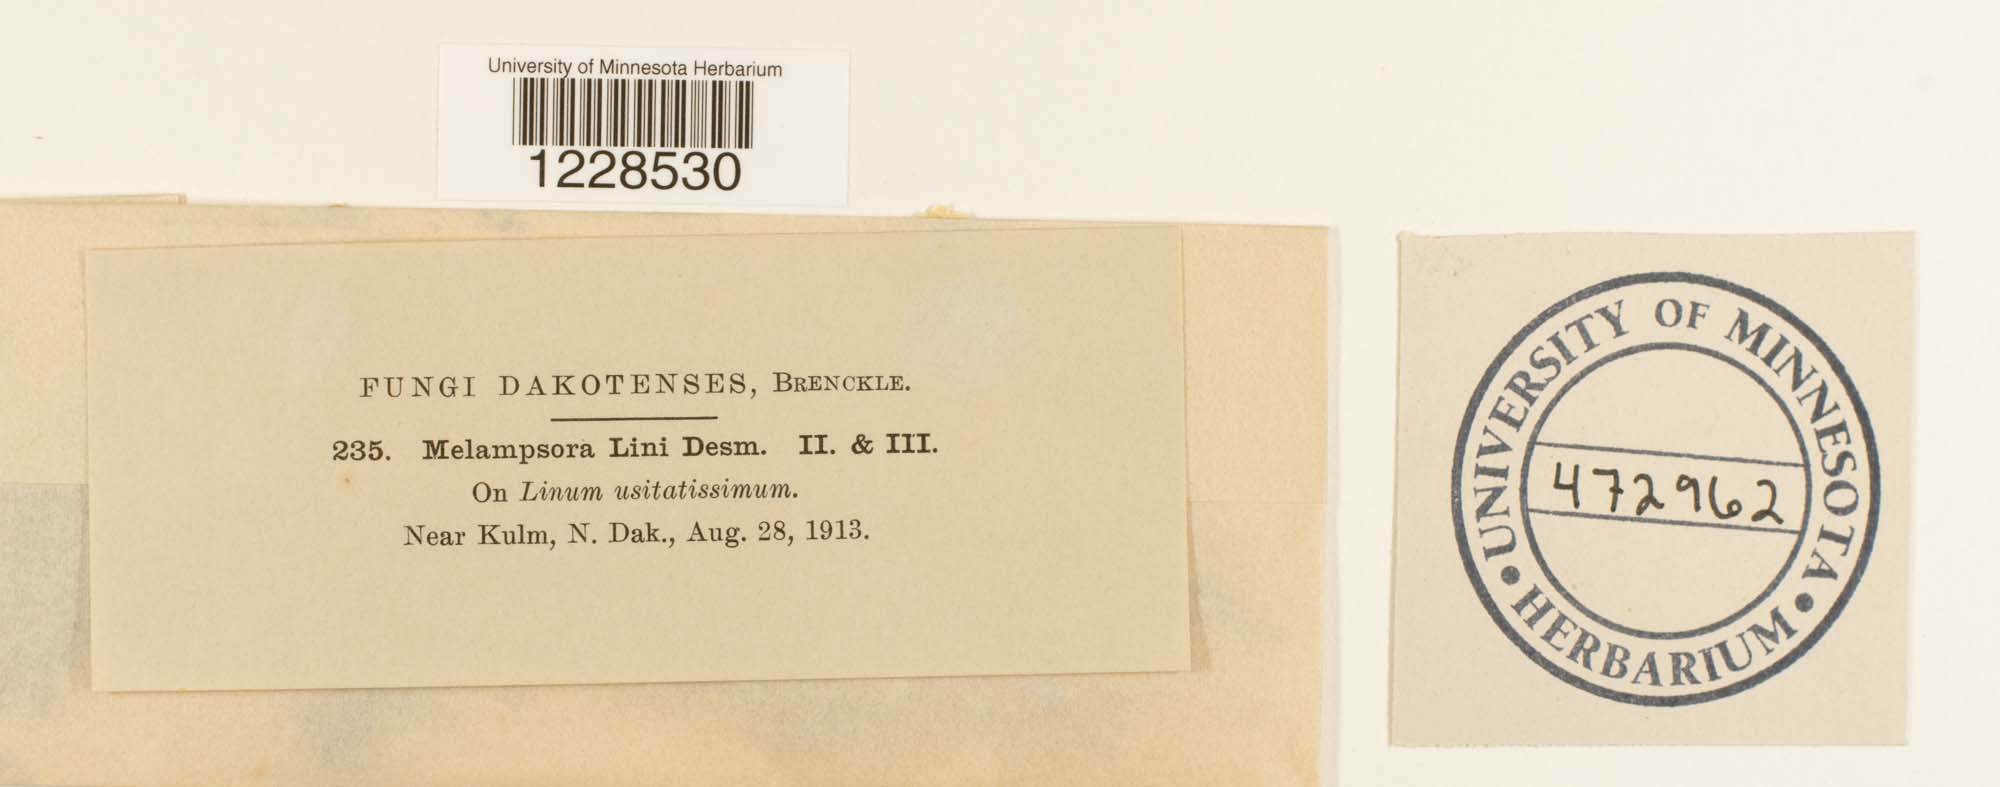 University of Minnesota Herbarium
1228530
FUNGI DAKOTENSES, BRENCKLE.
235. Melampsora Lini Desm. II. & III.
On Linum usitatissimum.
Near Kulm, N. Dak., Aug. 28, 1913.
UNIVERSITY OF MINNESOTA
472962
• HERBARIUM •